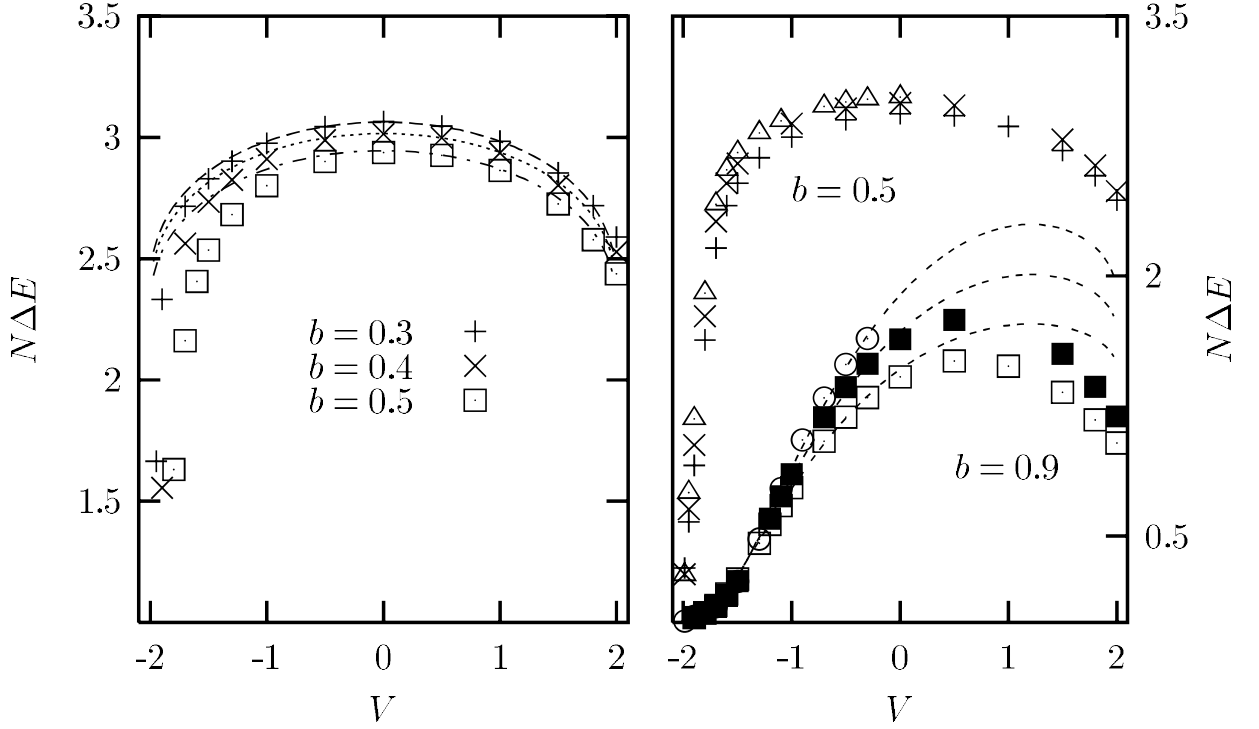 3.5
3
2.5
2
1.5
NΔE
b = 0.3
b = 0.4
b = 0.5
-2 -1 0 1 2
V
3.5
2
0.5
NΔE
b = 0.5
b = 0.9
-2 -1 0 1 2
V